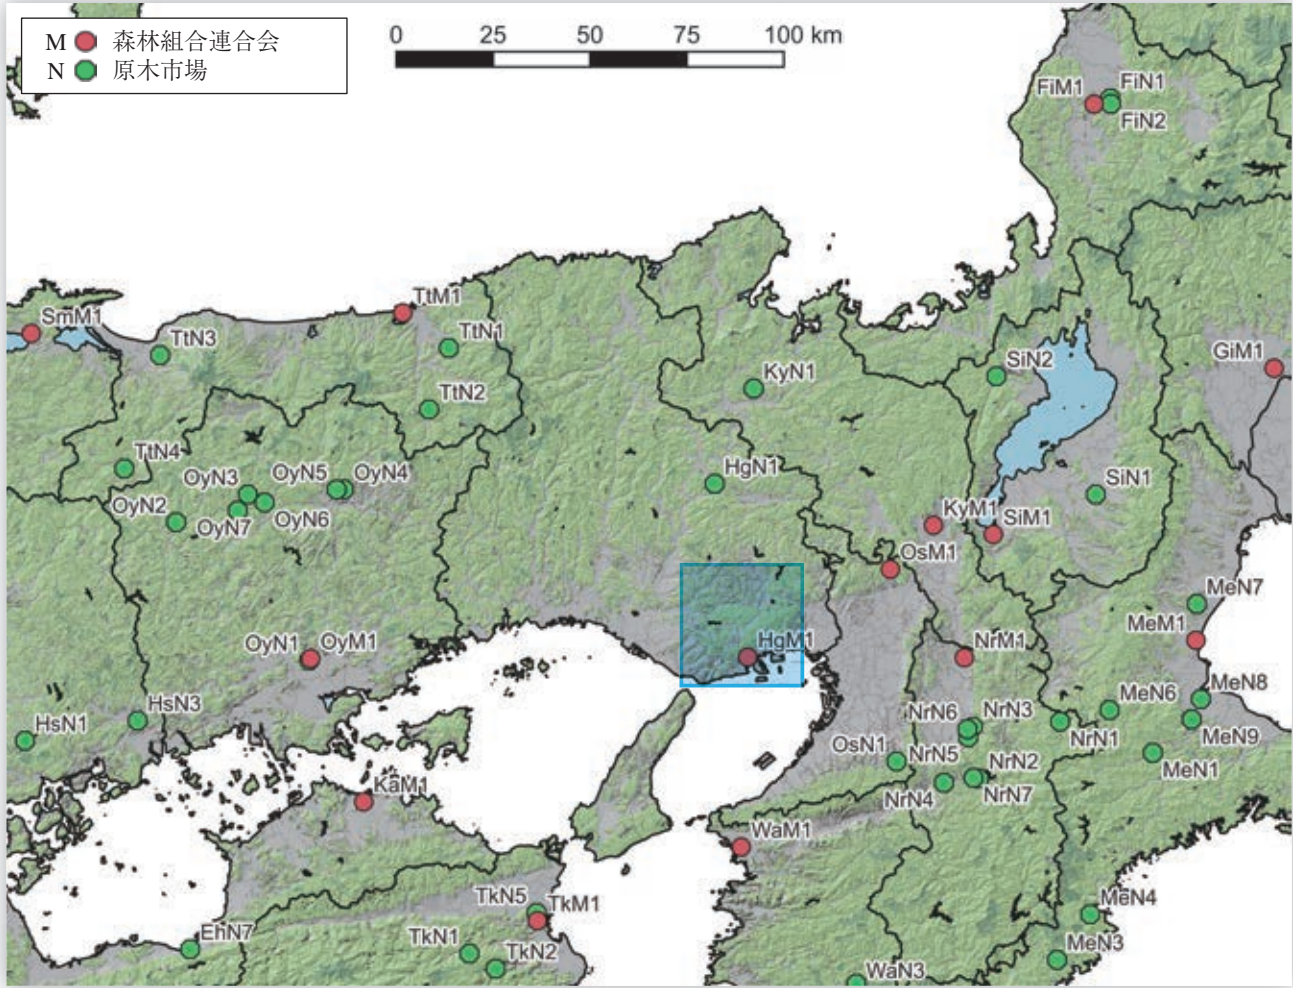 M 森林組合連合会
N 原木市場
0 25 50 75 100 km
FiM1
FiN1
FiN2
SmM1
TtN3
TtM1
TtN1
TtN2
KyN1
SiN2
GiM1
TtN4
OyN3
OyN5
OyN4
OyN2
OyN7
OyN6
HgN1
SiN1
KyM1
SiM1
OsM1
MeN7
MeM1
OyN1
OyM1
HgM1
NrM1
HsN1
HsN3
NrN6
NrN3
MeN6
MeN8
NrN1
MeN9
OsN1
NrN5
NrN2
MeN1
NrN4
NrN7
KaM1
WaM1
TkN5
TkM1
MeN4
EhN7
TkN1
TkN2
MeN3
WaN3